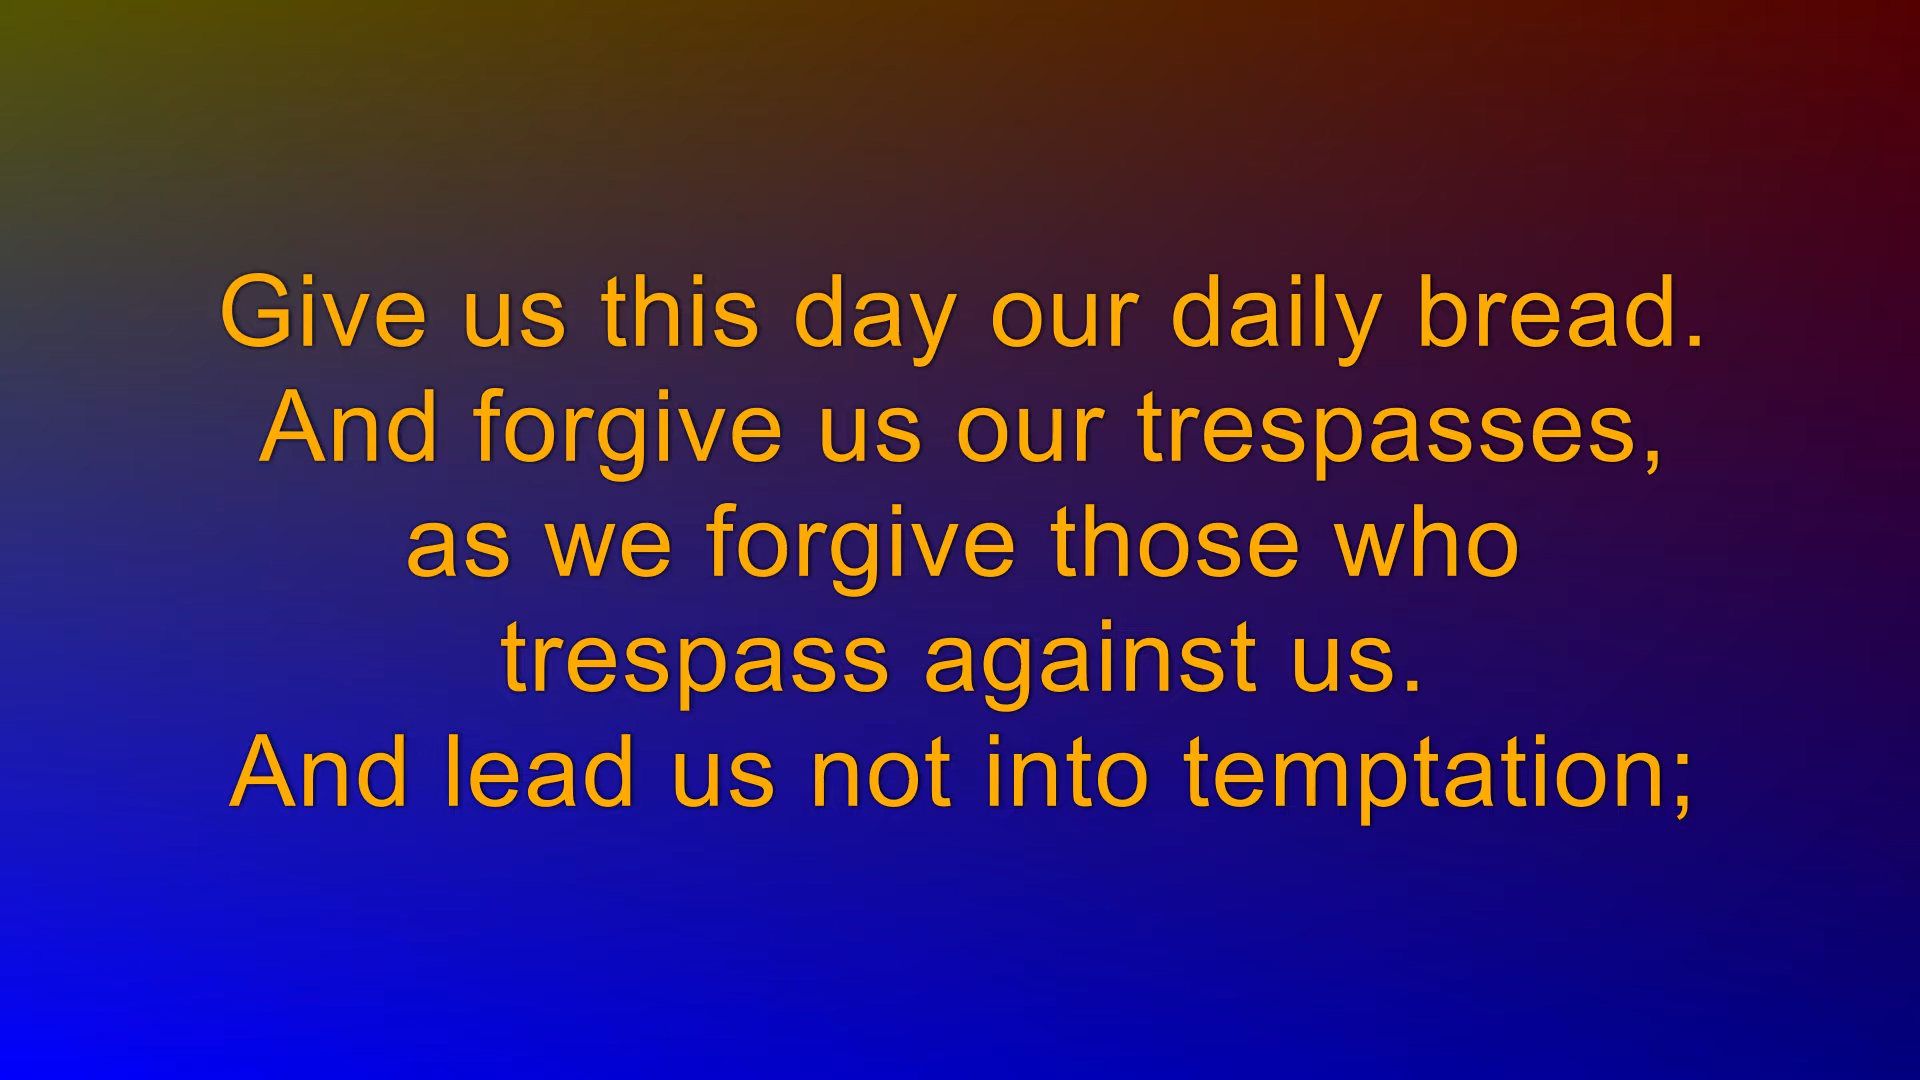 Give us this day our daily bread.
And forgive us our trespasses,
as we forgive those who
trespass against us.
And lead us not into temptation;